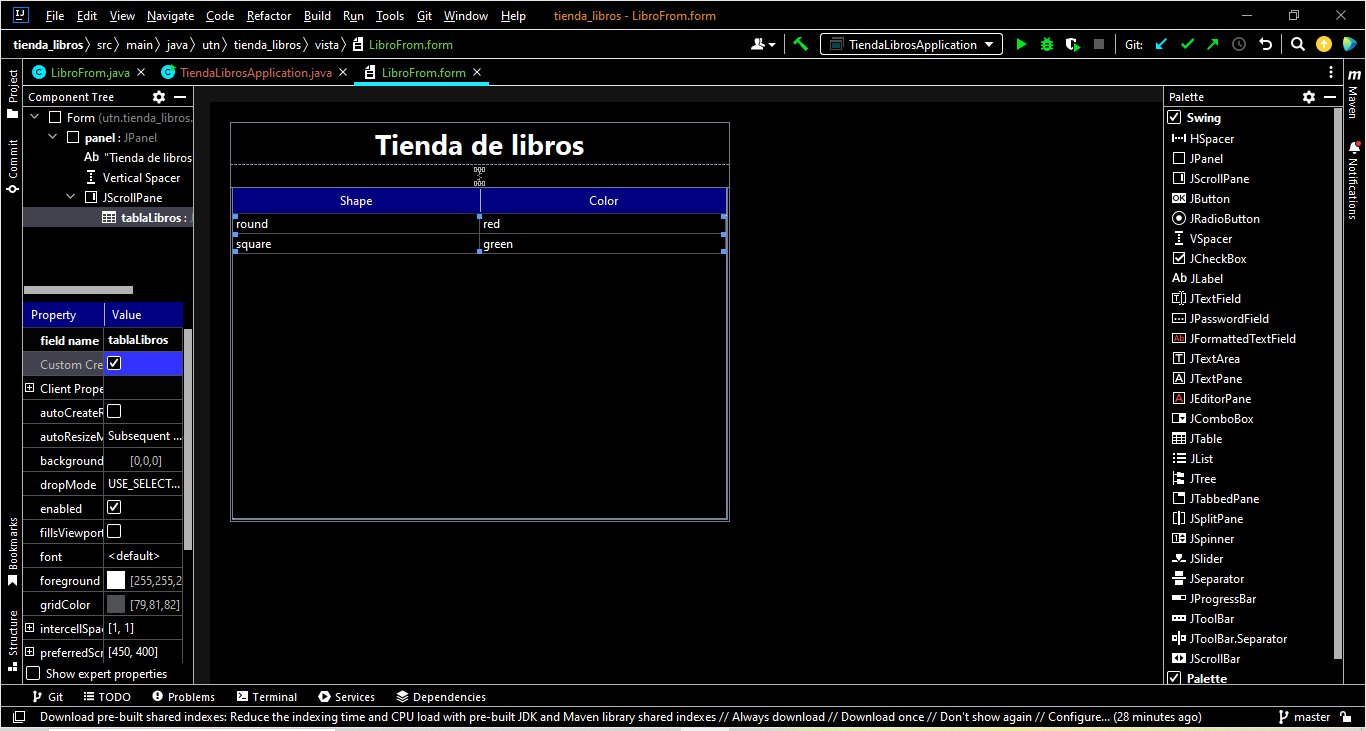 File Edit View Navigate Code Refactor Build Run Tools Git Window Help tienda_libros - LibroFrom.form
tienda_libros src main java utn tienda_libros vista LibroFrom.form TiendaLibrosApplication Git:
LibroFrom.java TiendaLibrosApplication.java LibroFrom.form
Project
Commit
Bookmarks
Structure
Component Tree
Form (utn.tienda_libros.
panel : JPanel
Ab "Tienda de libros
Vertical Spacer
JScrollPane
tablaLibros :
Property Value
field name tablaLibros
Custom Cre
Client Prope
autoCreateR
autoResizeM Subsequent ...
background [0,0,0]
dropMode USE_SELECT...
enabled
fillsViewport
font <default>
foreground [255,255,2
gridColor [79,81,82]
intercellSpa [1, 1]
preferredScr [450, 400]
Show expert properties
Tienda de libros
Shape Color
round red
square green
Palette
Swing
HSpacer
JPanel
JScrollPane
JButton
JRadioButton
VSpacer
JCheckBox
Ab JLabel
JTextField
JPasswordField
JFormattedTextField
JTextArea
JTextPane
JEditorPane
JComboBox
JTable
JList
JTree
JTabbedPane
JSplitPane
JSpinner
JSlider
JSeparator
JProgressBar
JToolBar
JToolBar.Separator
JScrollBar
Palette
m Maven
Notifications
Git TODO Problems Terminal Services Dependencies
Download pre-built shared indexes: Reduce the indexing time and CPU load with pre-built JDK and Maven library shared indexes // Always download // Download once // Don't show again // Configure... (28 minutes ago) master